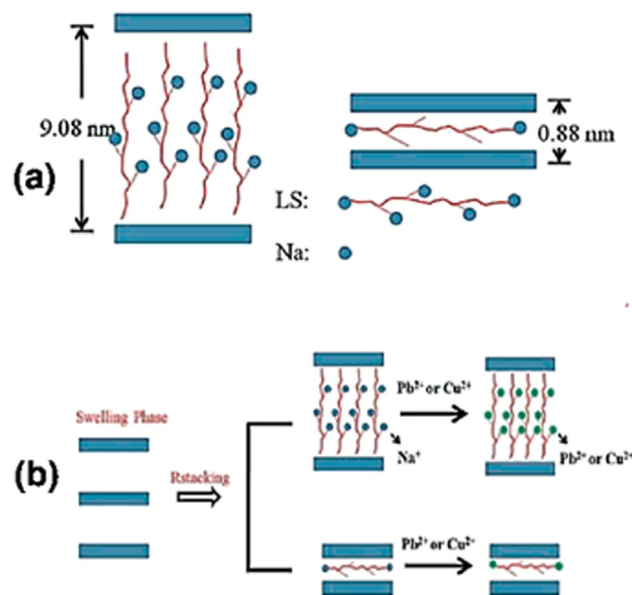 9.08 nm
0.88 nm
(a)
LS:
Na:
Swelling Phase
Rstacking
(b)
Pb²⁺ or Cu²⁺
Na⁺
Pb²⁺ or Cu²⁺
Pb²⁺ or Cu²⁺